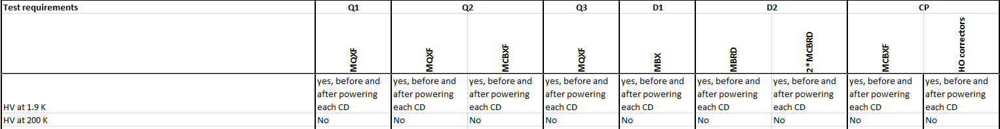 Test requirements Q1 Q2 Q3 D1 D2 CP
MQXF MQXF MCBXF MQXF MBX MBRD 2*MCBRD MCBXF HO correctors
yes, before and yes, before and yes, before and yes, before and yes, before and yes, before and yes, before and yes, before and yes, before and
after powering after powering after powering after powering after powering after powering after powering after powering after powering
HV at 1.9 K each CD each CD each CD each CD each CD each CD each CD each CD each CD
HV at 200 K No No No No No No No No No